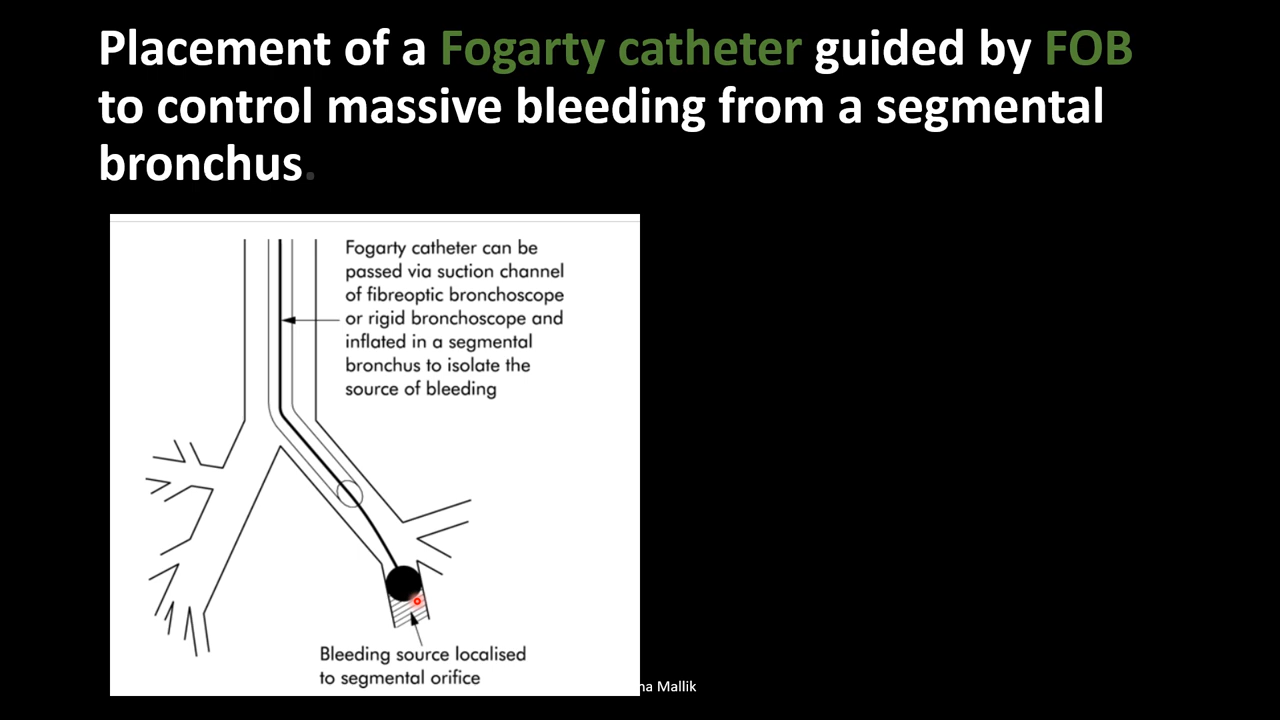 Placement of a Fogarty catheter guided by FOB
to control massive bleeding from a segmental
bronchus.
Fogarty catheter can be
passed via suction channel
of fibreoptic bronchoscope
or rigid bronchoscope and
inflated in a segmental
bronchus to isolate the
source of bleeding
Bleeding source localised
to segmental orifice
Mallik